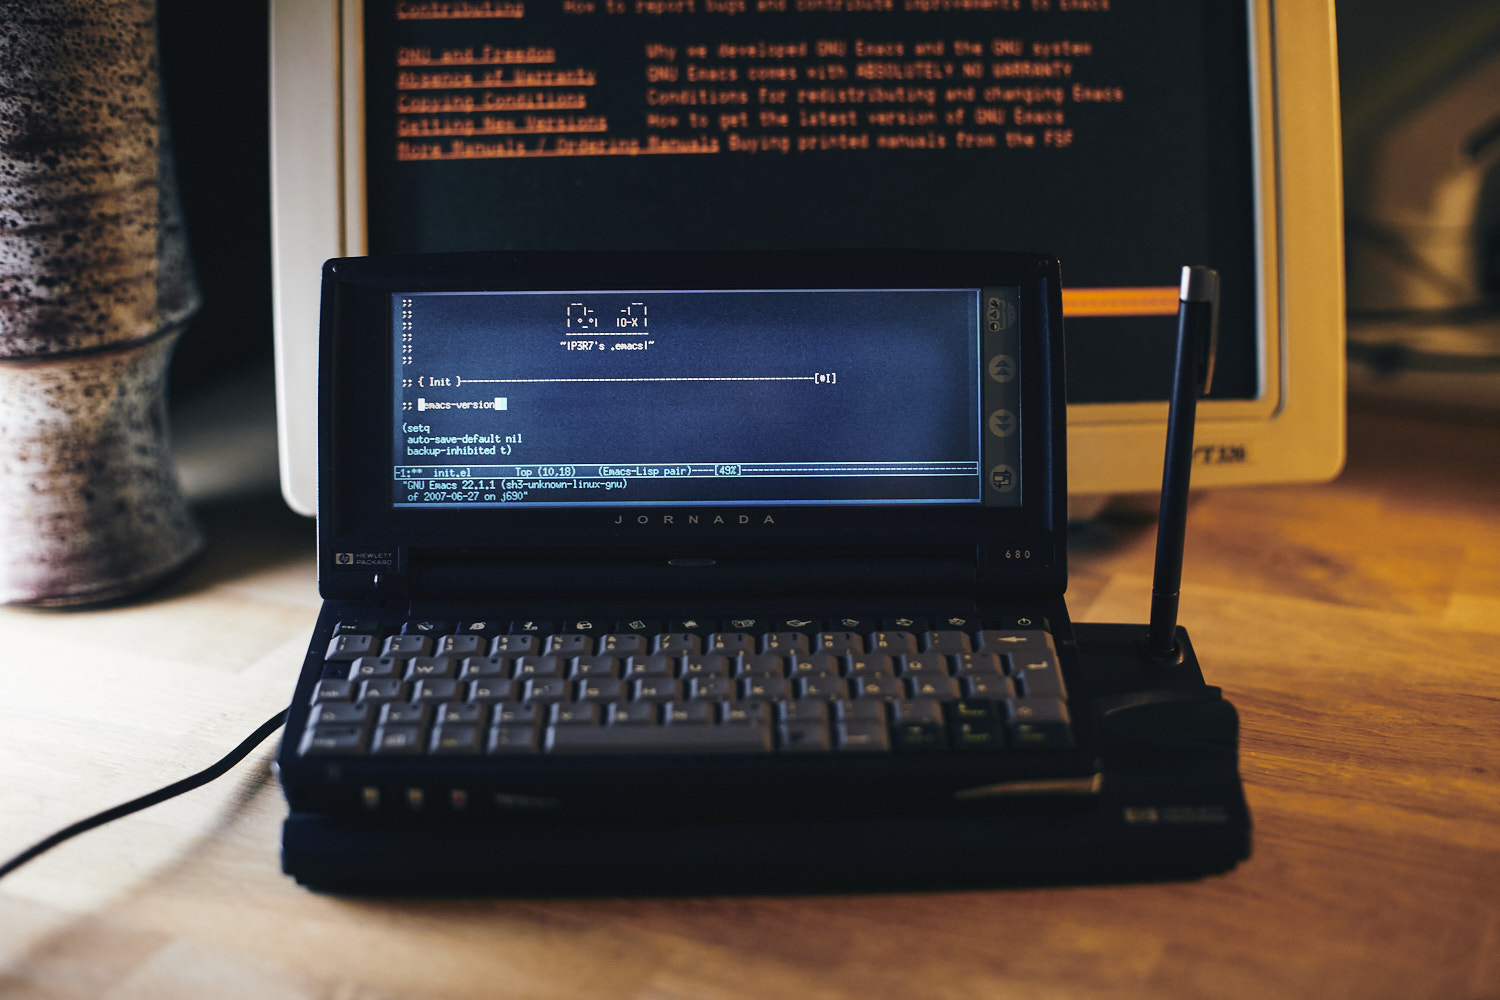 Contributing How to report bugs and contribute improvements to Emacs
GNU and Freedom Why we developed GNU Emacs and the GNU system
Absence of Warranty GNU Emacs comes with ABSOLUTELY NO WARRANTY
Copying Conditions Conditions for redistributing and changing Emacs
Getting New Versions How to get the latest version of GNU Emacs
More Manuals / Ordering Manuals Buying printed manuals from the FSF
;;
;;
;;
;;
;; ~|P3R7's .emacs|~
;;
;; { Init }----------------------------------------------------------------------[#I]
;; emacs-version
(setq
auto-save-default nil
backup-inhibited t)
-1:** init.el Top (10,18) (Emacs-Lisp pair)----[49%]----------------------------------------------
"GNU Emacs 22.1.1 (sh3-unknown-linux-gnu)
of 2007-06-27 on j690"
JORNADA
hp HEWLETT
PACKARD
680